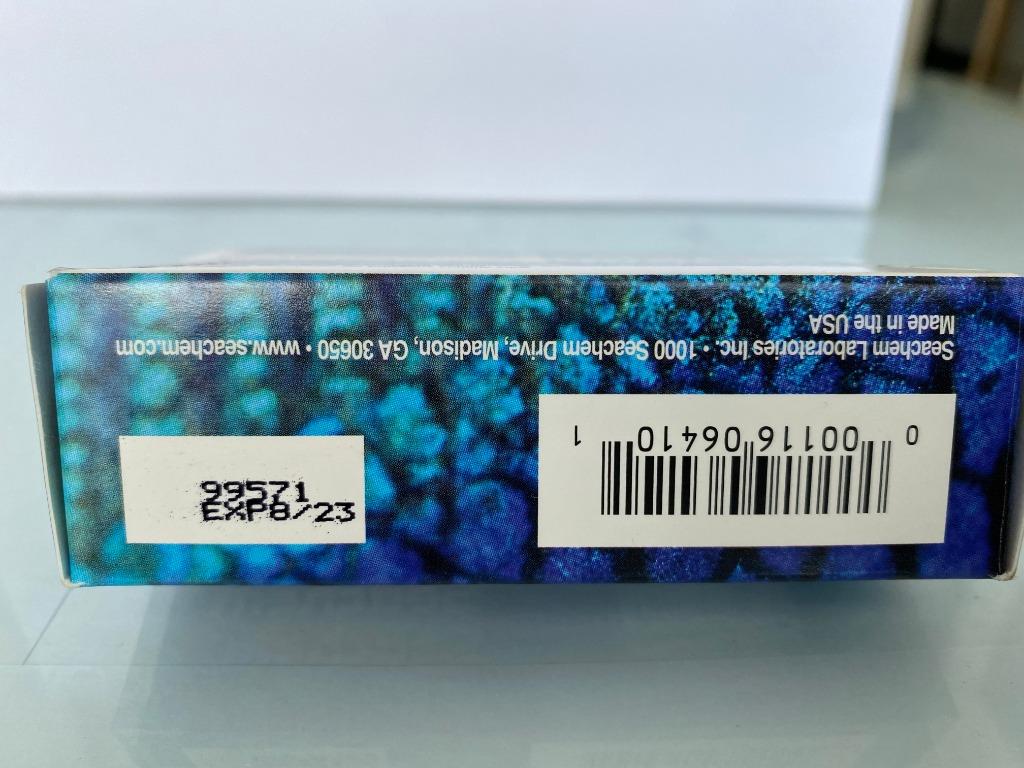 Seachem Laboratories Inc. • 1000 Seachem Drive, Madison, GA 30650 • www.seachem.com
Made in the USA
0 00116 06410 1
99571
EXP8/23